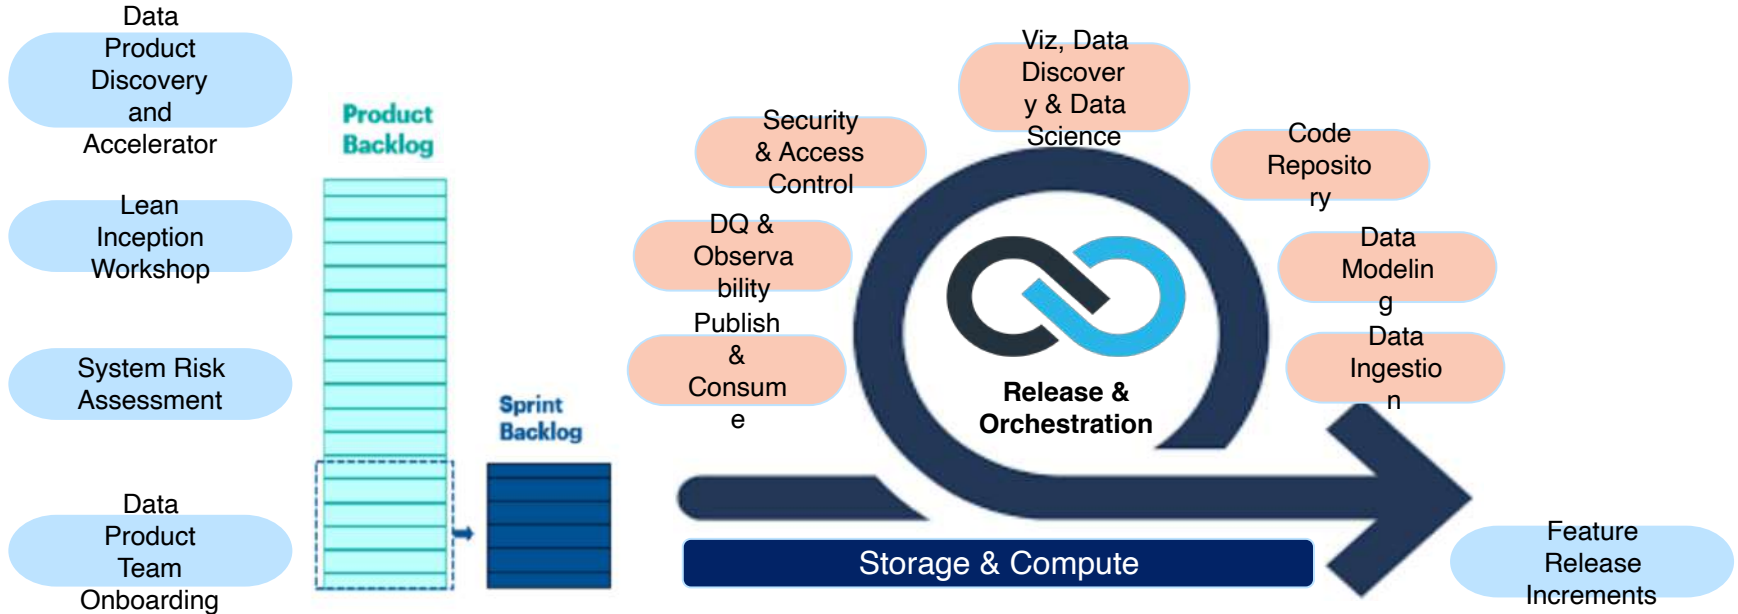 Data
Product
Discovery
and
Accelerator
Lean
Inception
Workshop
System Risk
Assessment
Data
Product
Team
Onboarding
Product
Backlog
Sprint
Backlog
Publish
&
Consum
e
DQ &
Observa
bility
Security
& Access
Control
Viz, Data
Discover
y & Data
Science
Code
Reposito
ry
Data
Modelin
g
Data
Ingestio
n
Release &
Orchestration
Storage & Compute
Feature
Release
Increments